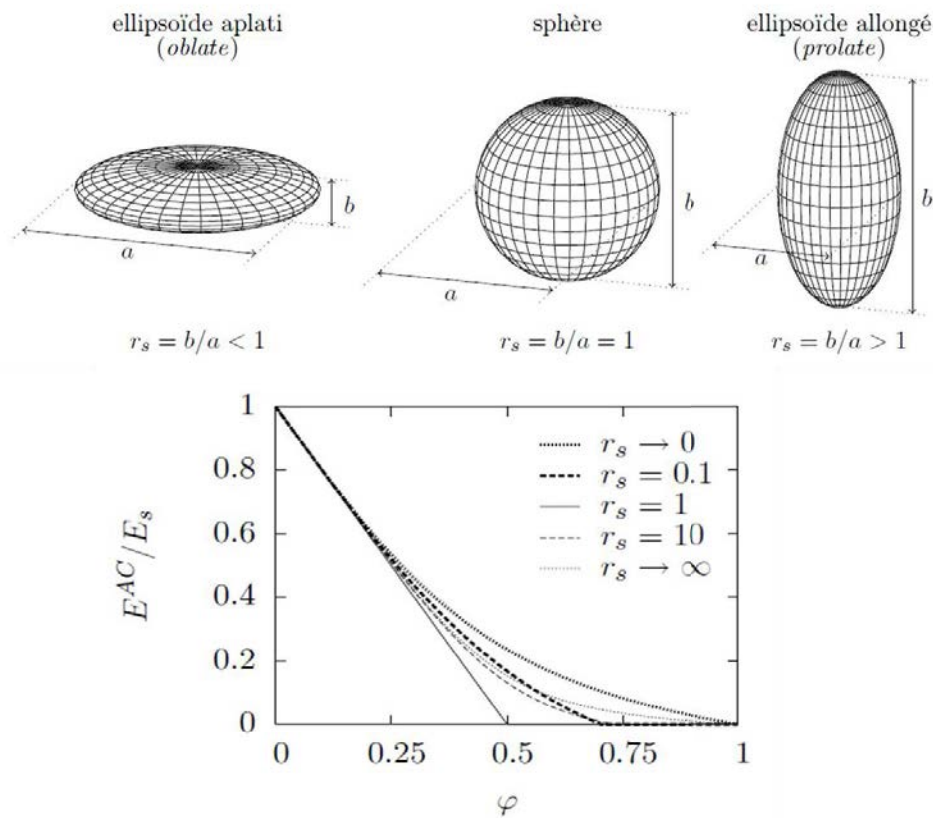 ellipsoïde aplati
(oblate)
sphère
ellipsoïde allongé
(prolate)
b
a
b
a
b
a
r_s = b/a < 1
r_s = b/a = 1
r_s = b/a > 1
1
0.8
0.6
0.4
0.2
0
E^{AC}/E_s
r_s → 0
r_s = 0.1
r_s = 1
r_s = 10
r_s → ∞
0
0.25
0.5
0.75
1
φ